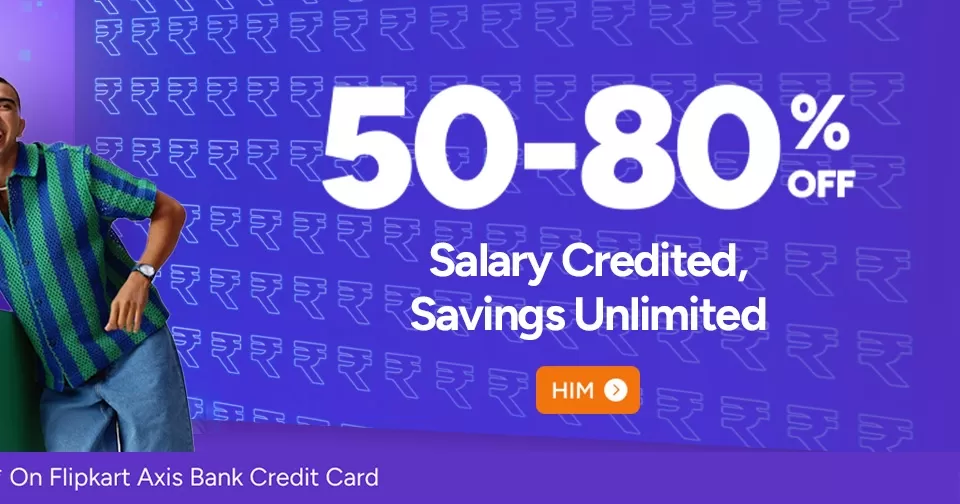 50-80%
OFF
Salary Credited,
Savings Unlimited
HIM
On Flipkart Axis Bank Credit Card